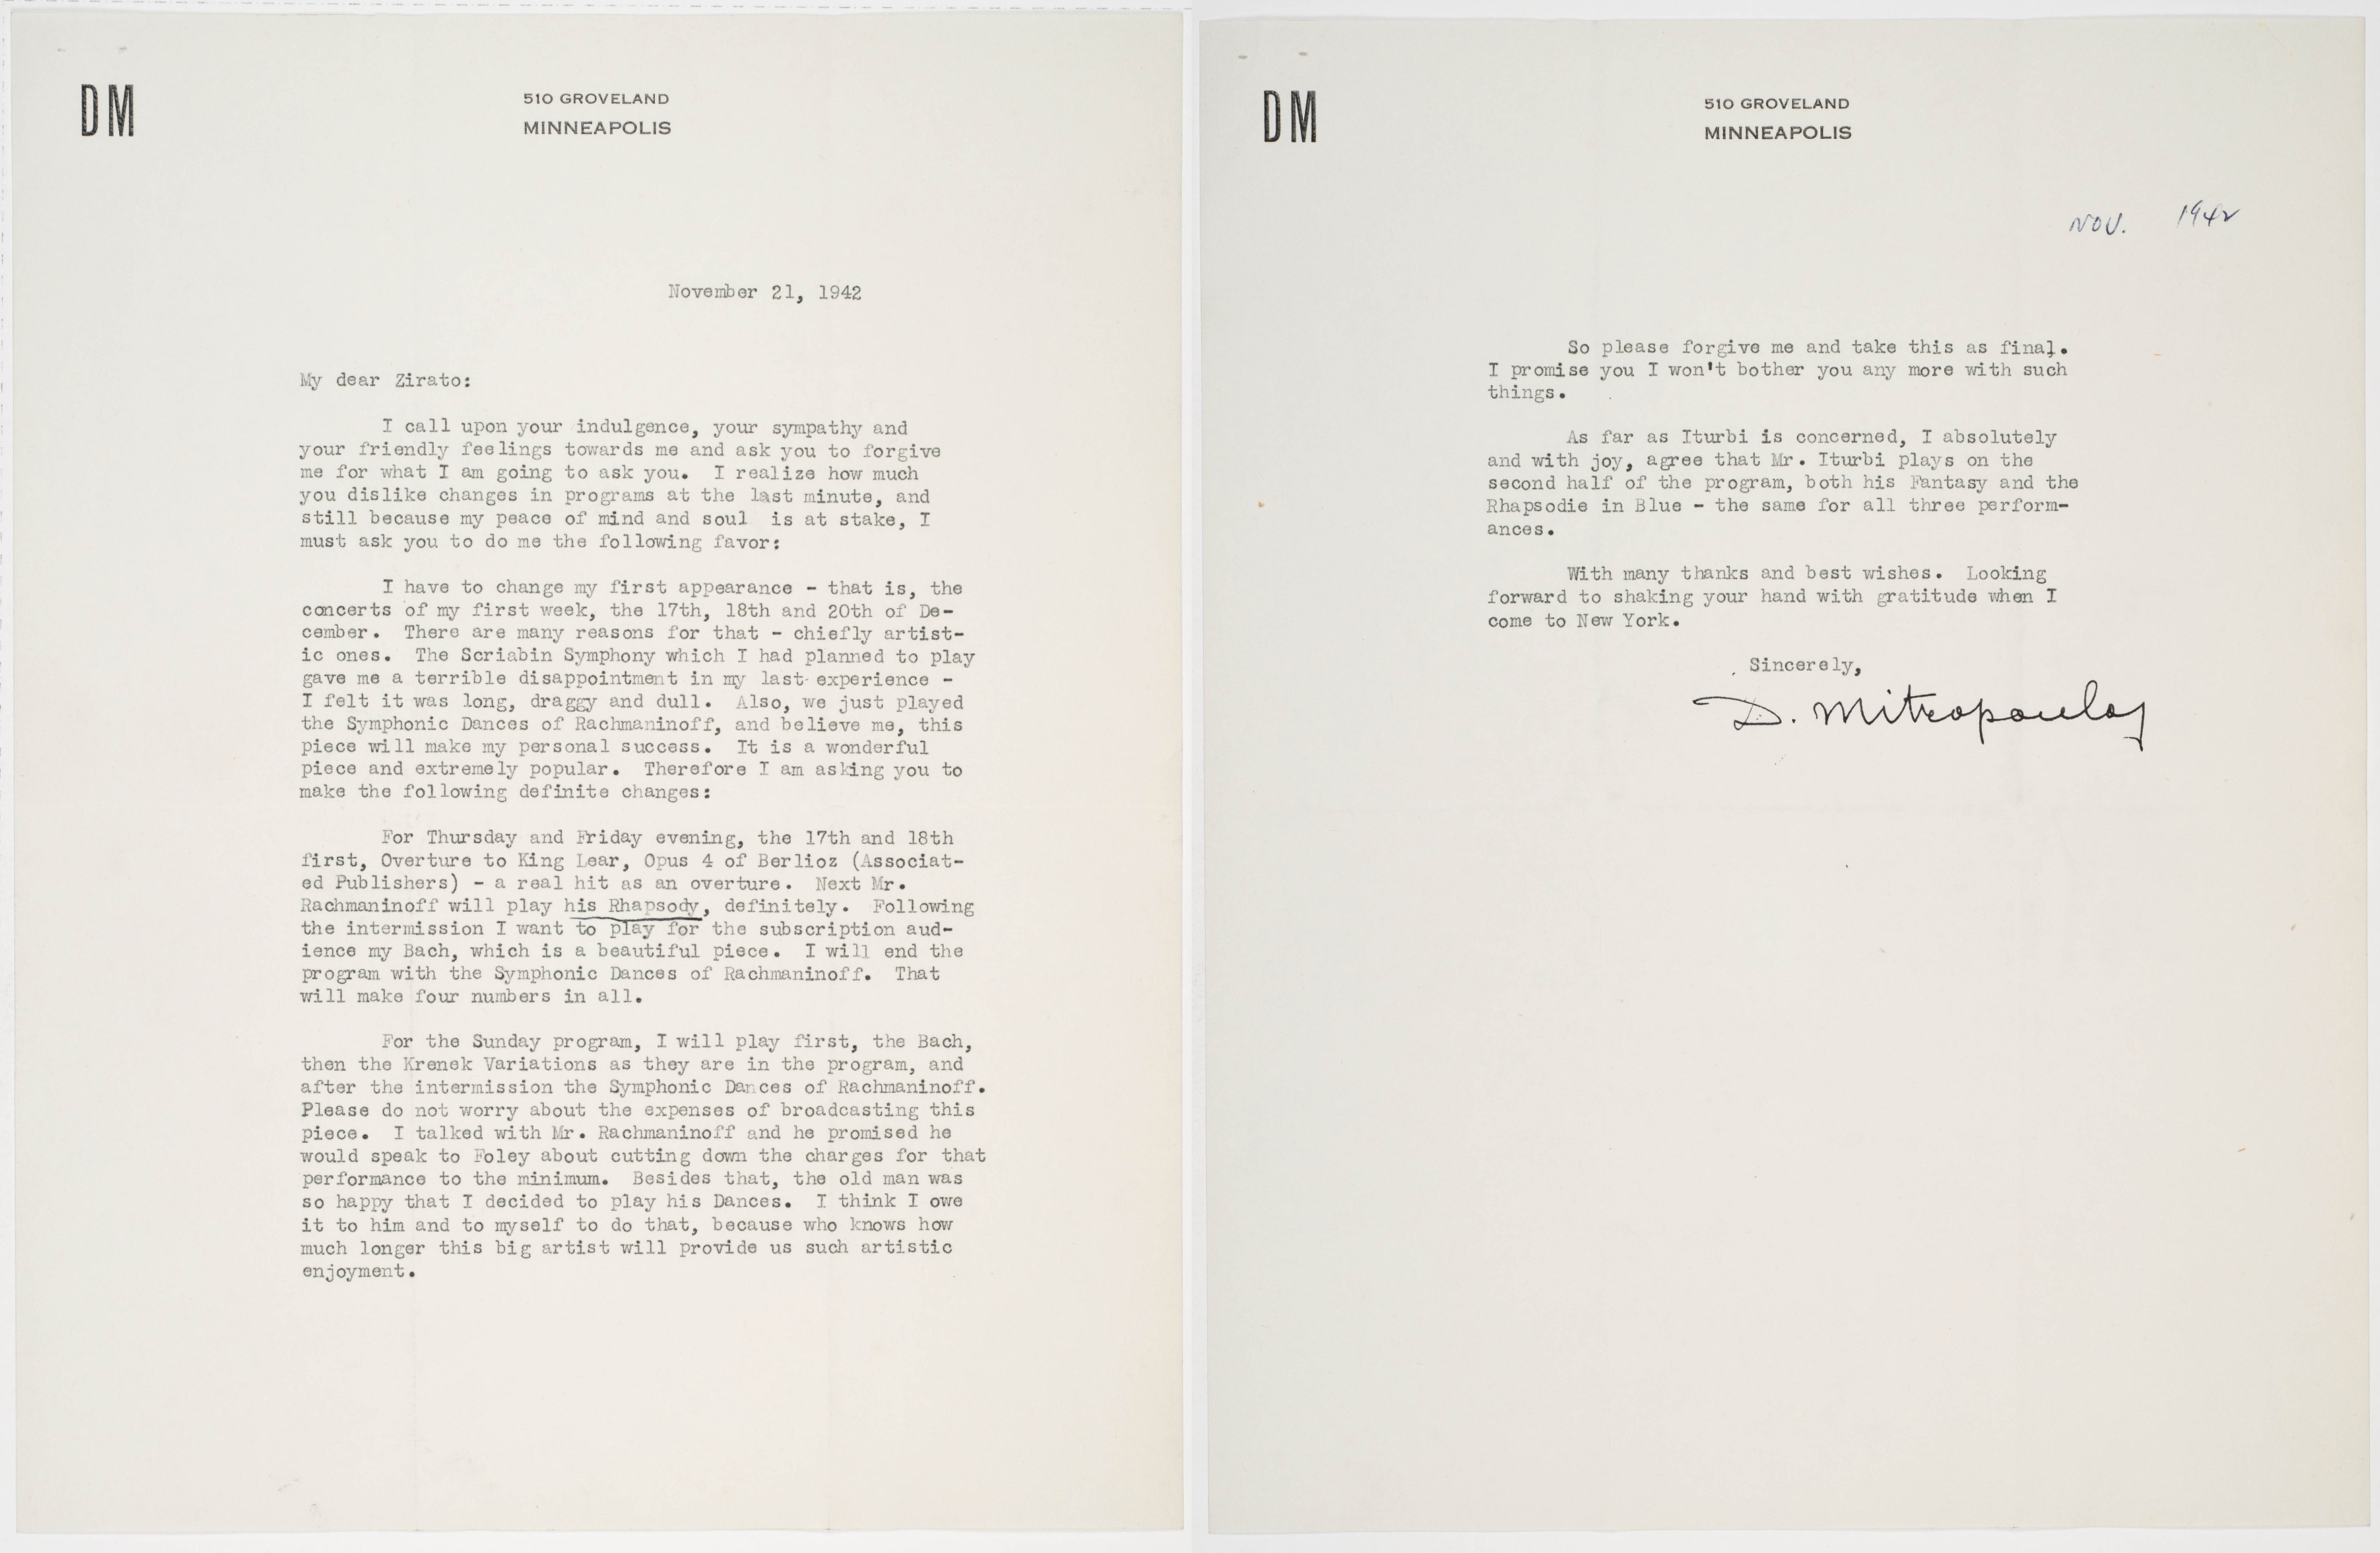 DM
510 GROVELAND
MINNEAPOLIS
November 21, 1942
My dear Zirato:
I call upon your indulgence, your sympathy and
your friendly feelings towards me and ask you to forgive
me for what I am going to ask you. I realize how much
you dislike changes in programs at the last minute, and
still because my peace of mind and soul is at stake, I
must ask you to do me the following favor:
I have to change my first appearance - that is, the
concerts of my first week, the 17th, 18th and 20th of De-
cember. There are many reasons for that - chiefly artist-
ic ones. The Scriabin Symphony which I had planned to play
gave me a terrible disappointment in my last experience -
I felt it was long, draggy and dull. Also, we just played
the Symphonic Dances of Rachmaninoff, and believe me, this
piece will make my personal success. It is a wonderful
piece and extremely popular. Therefore I am asking you to
make the following definite changes:
For Thursday and Friday evening, the 17th and 18th
first, Overture to King Lear, Opus 4 of Berlioz (Associat-
ed Publishers) - a real hit as an overture. Next Mr.
Rachmaninoff will play his Rhapsody, definitely. Following
the intermission I want to play for the subscription aud-
ience my Bach, which is a beautiful piece. I will end the
program with the Symphonic Dances of Rachmaninoff. That
will make four numbers in all.
For the Sunday program, I will play first, the Bach,
then the Krenek Variations as they are in the program, and
after the intermission the Symphonic Dances of Rachmaninoff.
Please do not worry about the expenses of broadcasting this
piece. I talked with Mr. Rachmaninoff and he promised he
would speak to Foley about cutting down the charges for that
performance to the minimum. Besides that, the old man was
so happy that I decided to play his Dances. I think I owe
it to him and to myself to do that, because who knows how
much longer this big artist will provide us such artistic
enjoyment.
DM
510 GROVELAND
MINNEAPOLIS
NOV. 1942
So please forgive me and take this as final.
I promise you I won't bother you any more with such
things.
As far as Iturbi is concerned, I absolutely
and with joy, agree that Mr. Iturbi plays on the
second half of the program, both his Fantasy and the
Rhapsodie in Blue - the same for all three perform-
ances.
With many thanks and best wishes. Looking
forward to shaking your hand with gratitude when I
come to New York.
Sincerely,
D. Mitropoulos